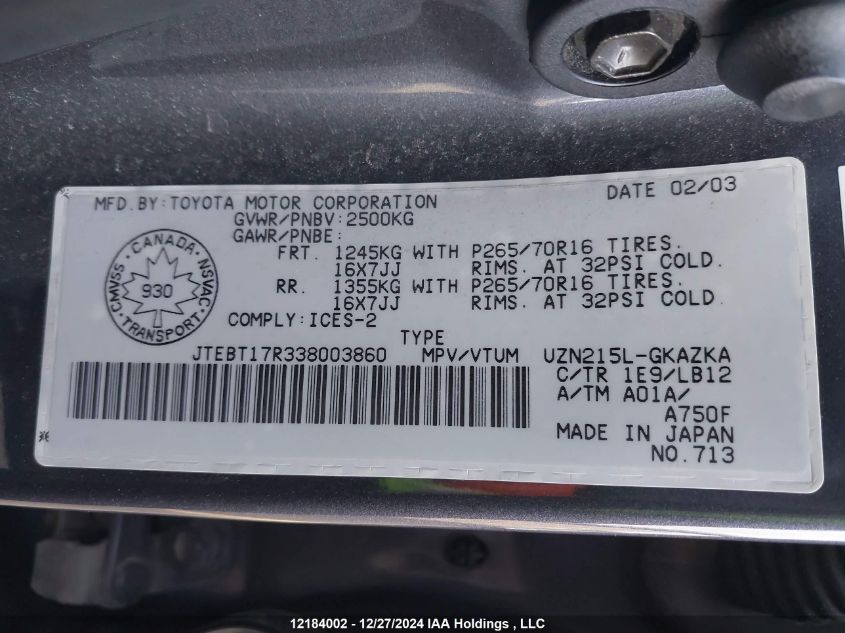 MFD.BY:TOYOTA MOTOR CORPORATION DATE 02/03
GVWR/PNBV:2500KG
GAWR/PNBE:
FRT. 1245KG WITH P265/70R16 TIRES.
16X7JJ RIMS. AT 32PSI COLD.
RR. 1355KG WITH P265/70R16 TIRES.
16X7JJ RIMS. AT 32PSI COLD.
COMPLY:ICES-2
CANADA
CMVSS 930 NSVAC
TRANSPORT
TYPE
JTEBT17R338003860 MPV/VTUM UZN215L-GKAZKA
C/TR 1E9/LB12
A/TM A01A/
A750F
MADE IN JAPAN
NO.713
12184002 - 12/27/2024 IAA Holdings , LLC